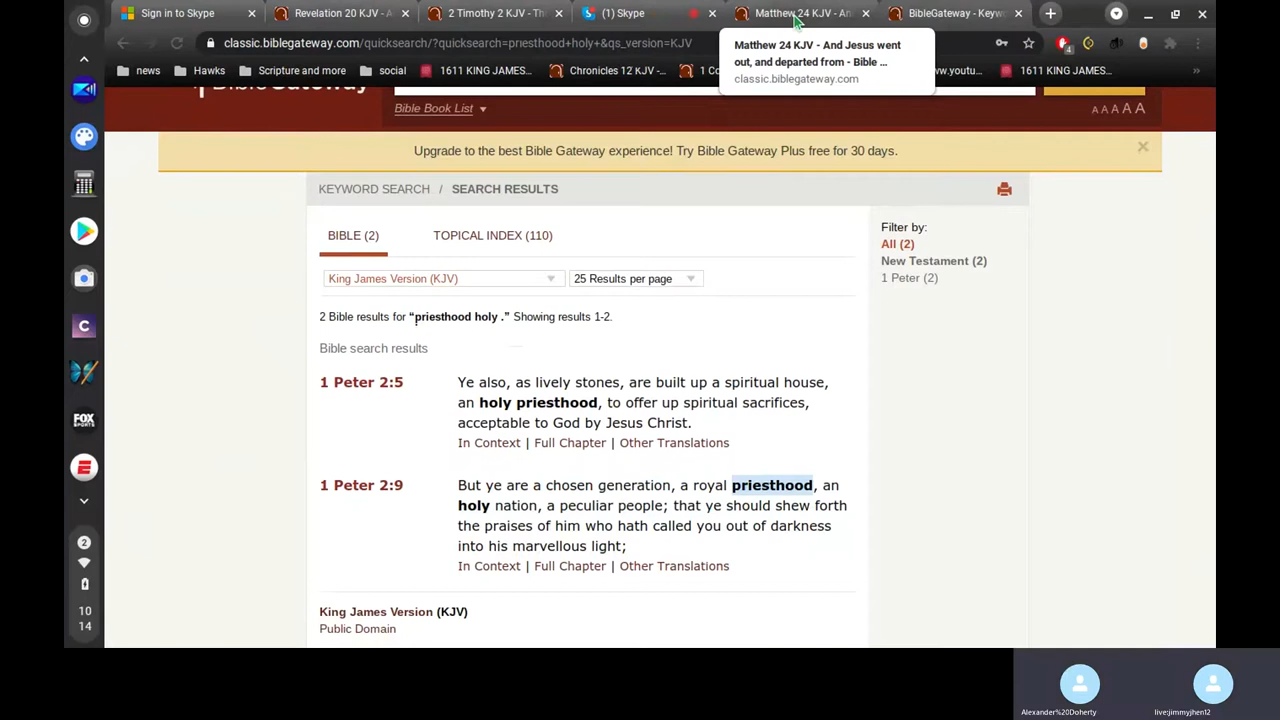 Sign in to Skype
Revelation 20 KJV - A
2 Timothy 2 KJV - Th
(1) Skype
Matthew 24 KJV - An
BibleGateway - Keyw
classic.biblegateway.com/quicksearch/?quicksearch=priesthood+holy+&qs_version=KJV
Matthew 24 KJV - And Jesus went
out, and departed from - Bible ...
classic.biblegateway.com
4
news
Hawks
Scripture and more
social
1611 KING JAMES...
Chronicles 12 KJV -...
1 Co
w.youtu...
1611 KING JAMES...
»
BibleGateway
Bible Book List
A A A A A
Upgrade to the best Bible Gateway experience! Try Bible Gateway Plus free for 30 days.
KEYWORD SEARCH / SEARCH RESULTS
BIBLE (2)
TOPICAL INDEX (110)
Filter by:
All (2)
New Testament (2)
1 Peter (2)
King James Version (KJV)
25 Results per page
2 Bible results for “priesthood holy .” Showing results 1-2.
Bible search results
1 Peter 2:5
Ye also, as lively stones, are built up a spiritual house,
an holy priesthood, to offer up spiritual sacrifices,
acceptable to God by Jesus Christ.
In Context | Full Chapter | Other Translations
1 Peter 2:9
But ye are a chosen generation, a royal priesthood, an
holy nation, a peculiar people; that ye should shew forth
the praises of him who hath called you out of darkness
into his marvellous light;
In Context | Full Chapter | Other Translations
King James Version (KJV)
Public Domain
C
FOX
SPORTS
E
2
10
14
Alexander%20Doherty
live:jimmyjhen12